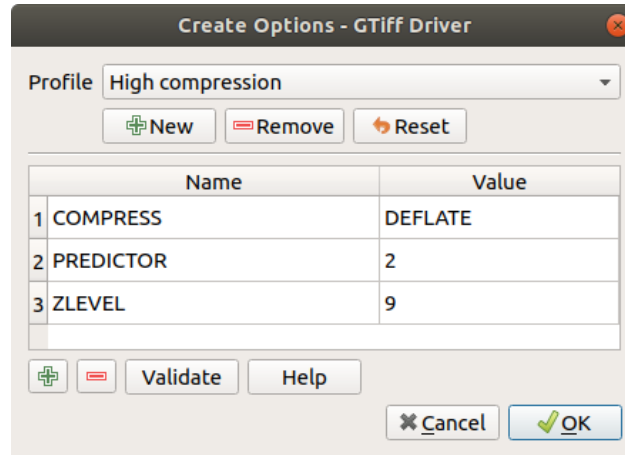 Create Options - GTiff Driver
Profile High compression
New Remove Reset
Name Value
1 COMPRESS DEFLATE
2 PREDICTOR 2
3 ZLEVEL 9
Validate Help
Cancel OK